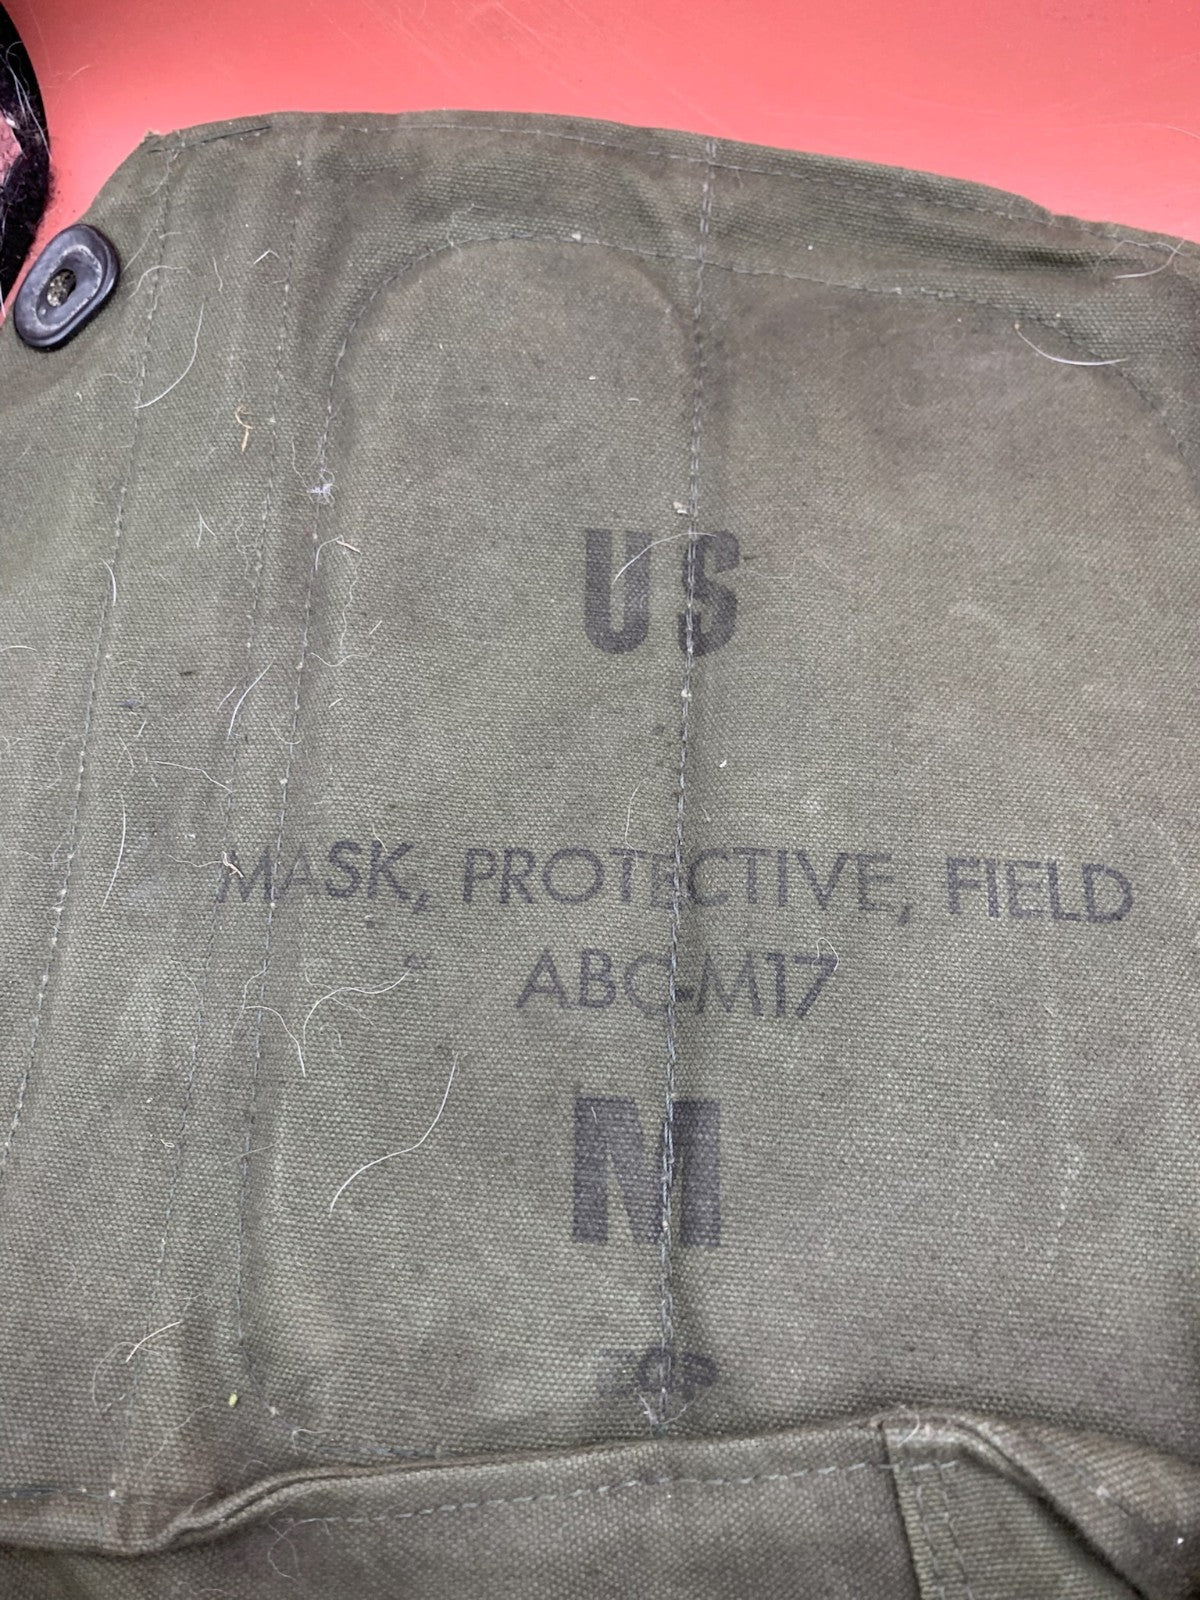 US
MASK, PROTECTIVE, FIELD
ABC-M17
M